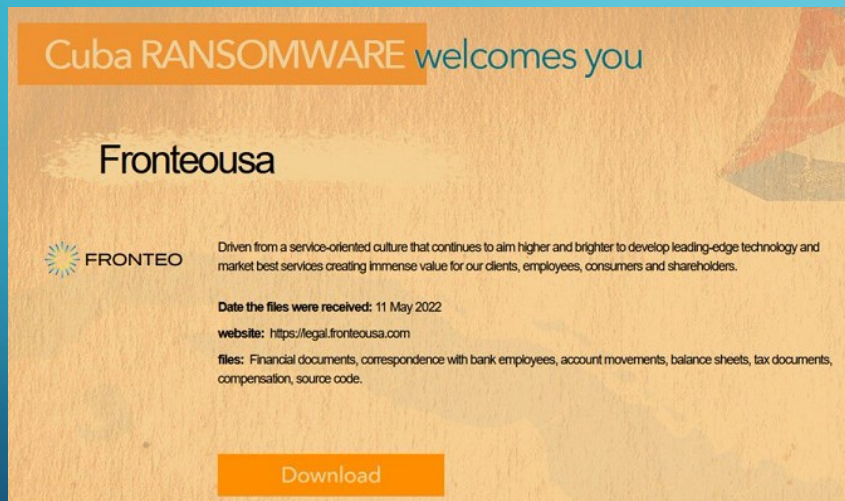 Cuba RANSOMWARE welcomes you
Fronteousa
FRONTEO
Driven from a service-oriented culture that continues to aim higher and brighter to develop leading-edge technology and
market best services creating immense value for our clients, employees, consumers and shareholders.
Date the files were received: 11 May 2022
website: https://legal.fronteousa.com
files: Financial documents, correspondence with bank employees, account movements, balance sheets, tax documents,
compensation, source code.
Download